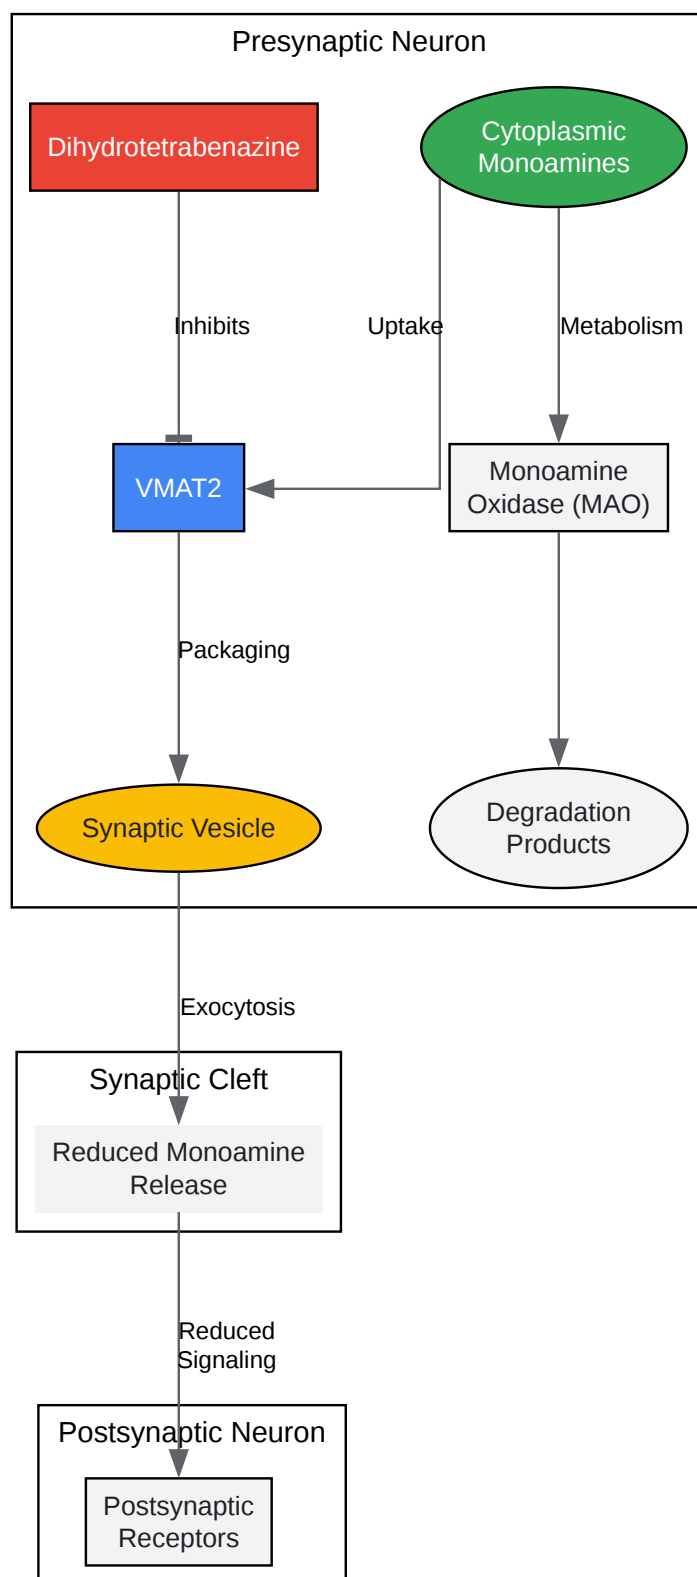 Presynaptic Neuron
Dihydrotetrabenazine
Cytoplasmic
Monoamines
Inhibits
Uptake
Metabolism
VMAT2
Monoamine
Oxidase (MAO)
Packaging
Synaptic Vesicle
Degradation
Products
Exocytosis
Synaptic Cleft
Reduced Monoamine
Release
Reduced
Signaling
Postsynaptic Neuron
Postsynaptic
Receptors